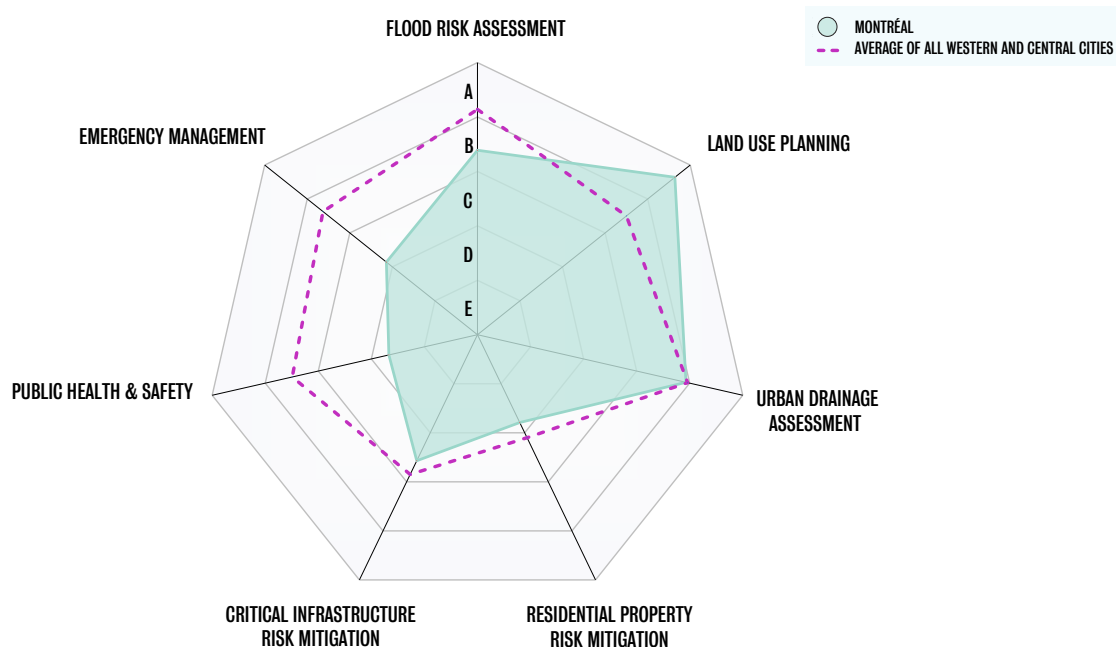 FLOOD RISK ASSESSMENT
MONTRÉAL
AVERAGE OF ALL WESTERN AND CENTRAL CITIES
A
EMERGENCY MANAGEMENT
LAND USE PLANNING
B
C
D
E
PUBLIC HEALTH & SAFETY
URBAN DRAINAGE
ASSESSMENT
CRITICAL INFRASTRUCTURE
RISK MITIGATION
RESIDENTIAL PROPERTY
RISK MITIGATION